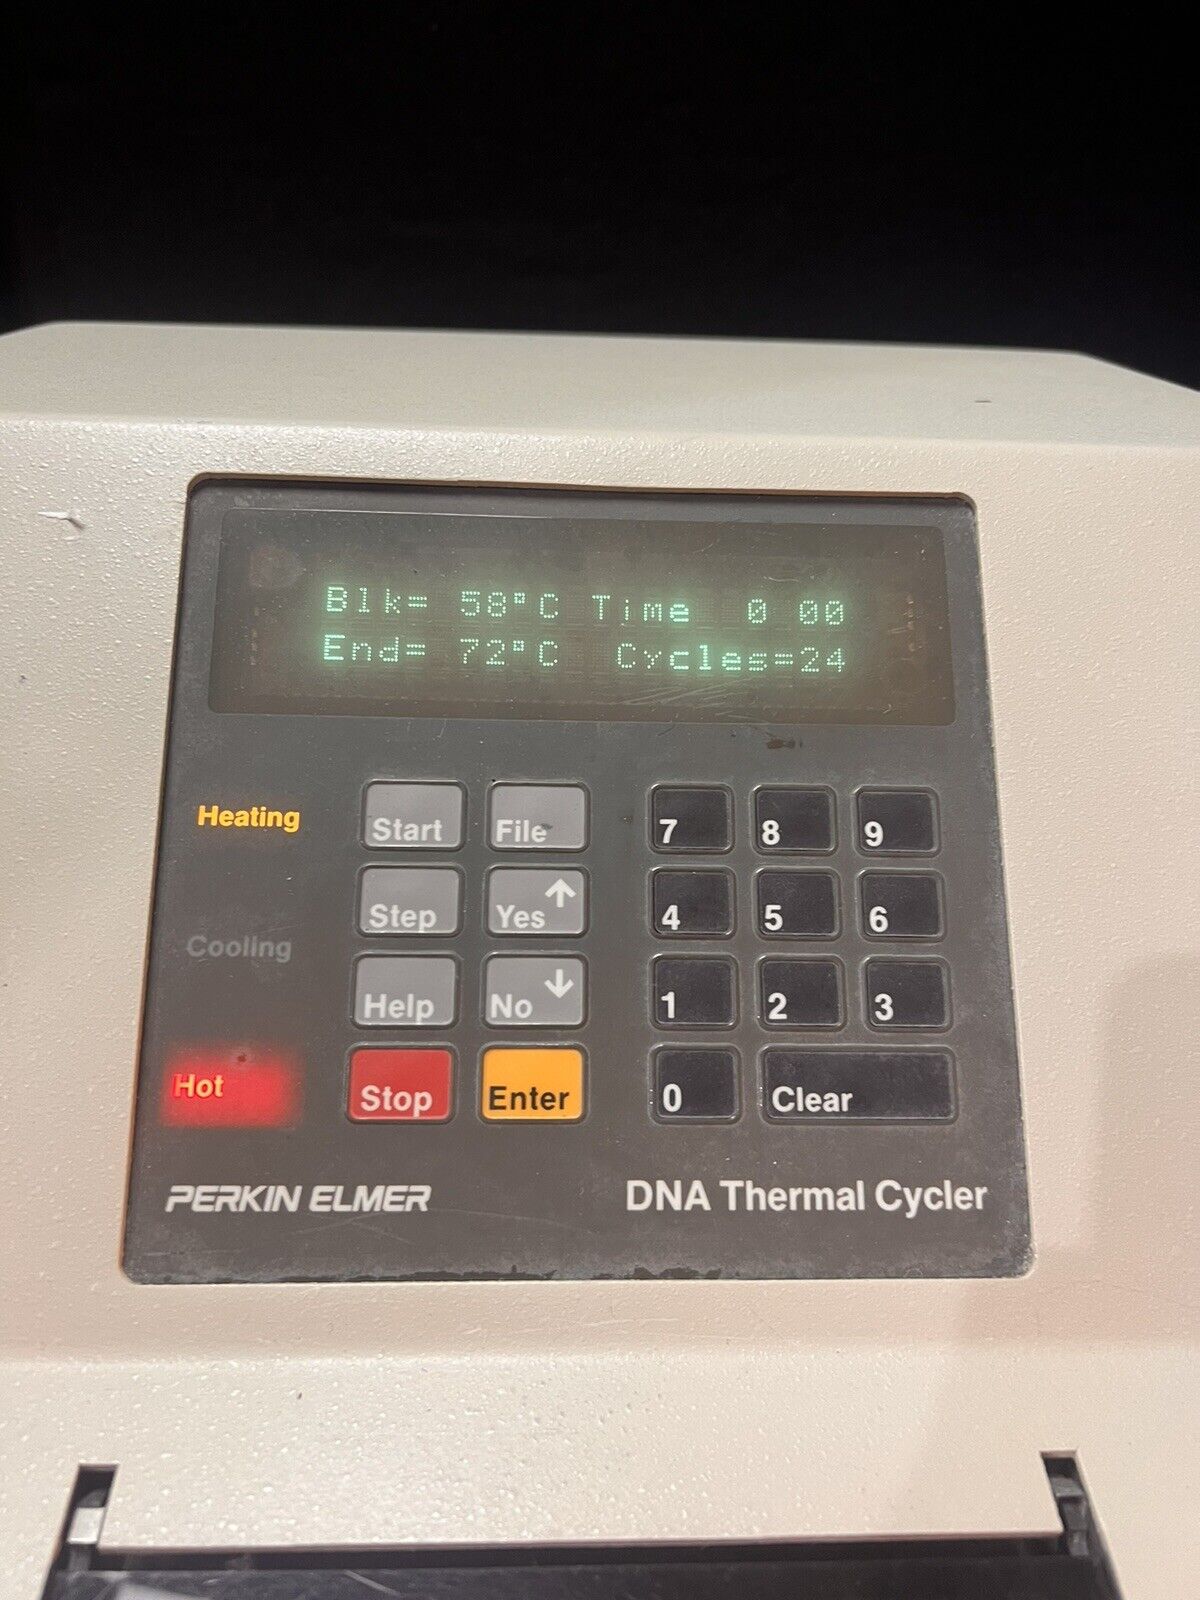 Blk= 58°C Time 0 00
End= 72°C Cycles=24
Heating
Start File 7 8 9
Step Yes ↑ 4 5 6
Cooling
Help No ↓ 1 2 3
Hot
Stop Enter 0 Clear
PERKIN ELMER DNA Thermal Cycler